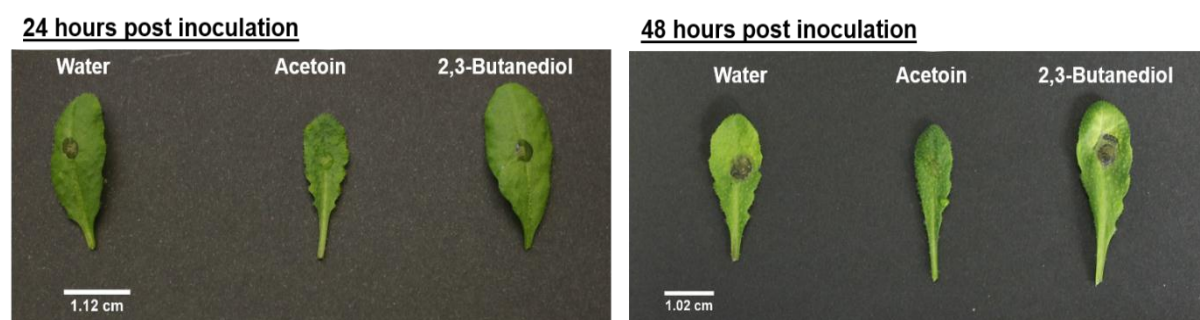 24 hours post inoculation
Water Acetoin 2,3-Butanediol
1.12 cm
48 hours post inoculation
Water Acetoin 2,3-Butanediol
1.02 cm